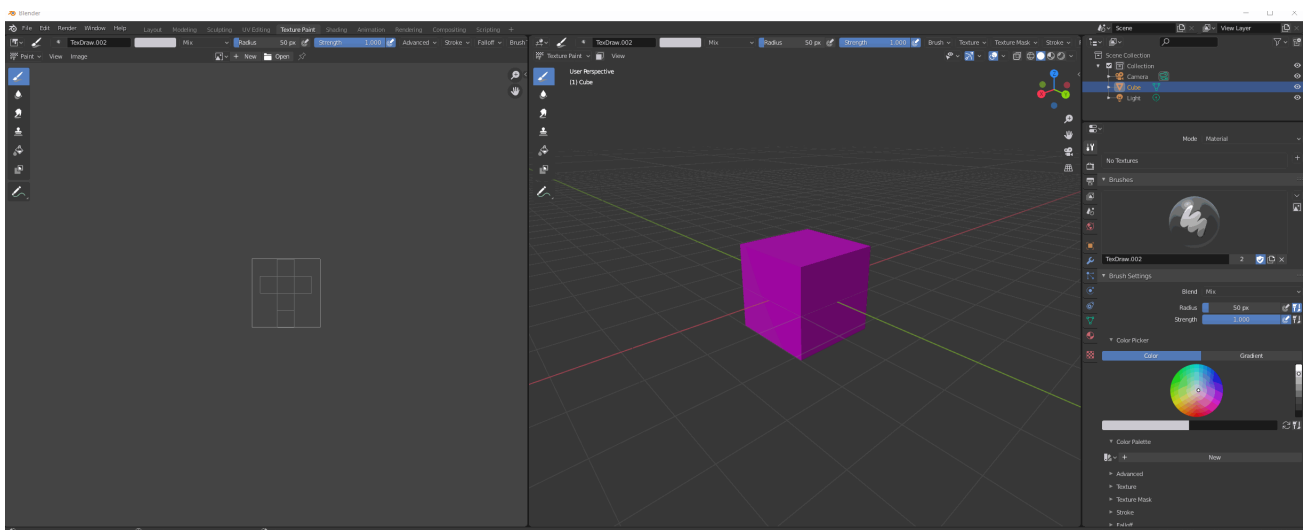 Blender
File Edit Render Window Help Layout Modeling Sculpting UV Editing Texture Paint Shading Animation Rendering Compositing Scripting + Scene View Layer
TexDraw.002 Mix Radius 50 px Strength 1.000 Advanced Stroke Falloff Brush
TexDraw.002 Mix Radius 50 px Strength 1.000 Brush Texture Texture Mask Stroke
Paint View Image + New Open
Texture Paint View
User Perspective
(1) Cube
Scene Collection
Collection
Camera
Cube
Light
Mode Material
No Textures +
Brushes
TexDraw.002 2
Brush Settings
Blend Mix
Radius 50 px
Strength 1.000
Color Picker
Color Gradient
Color Palette
+ New
Advanced
Texture
Texture Mask
Stroke
Falloff